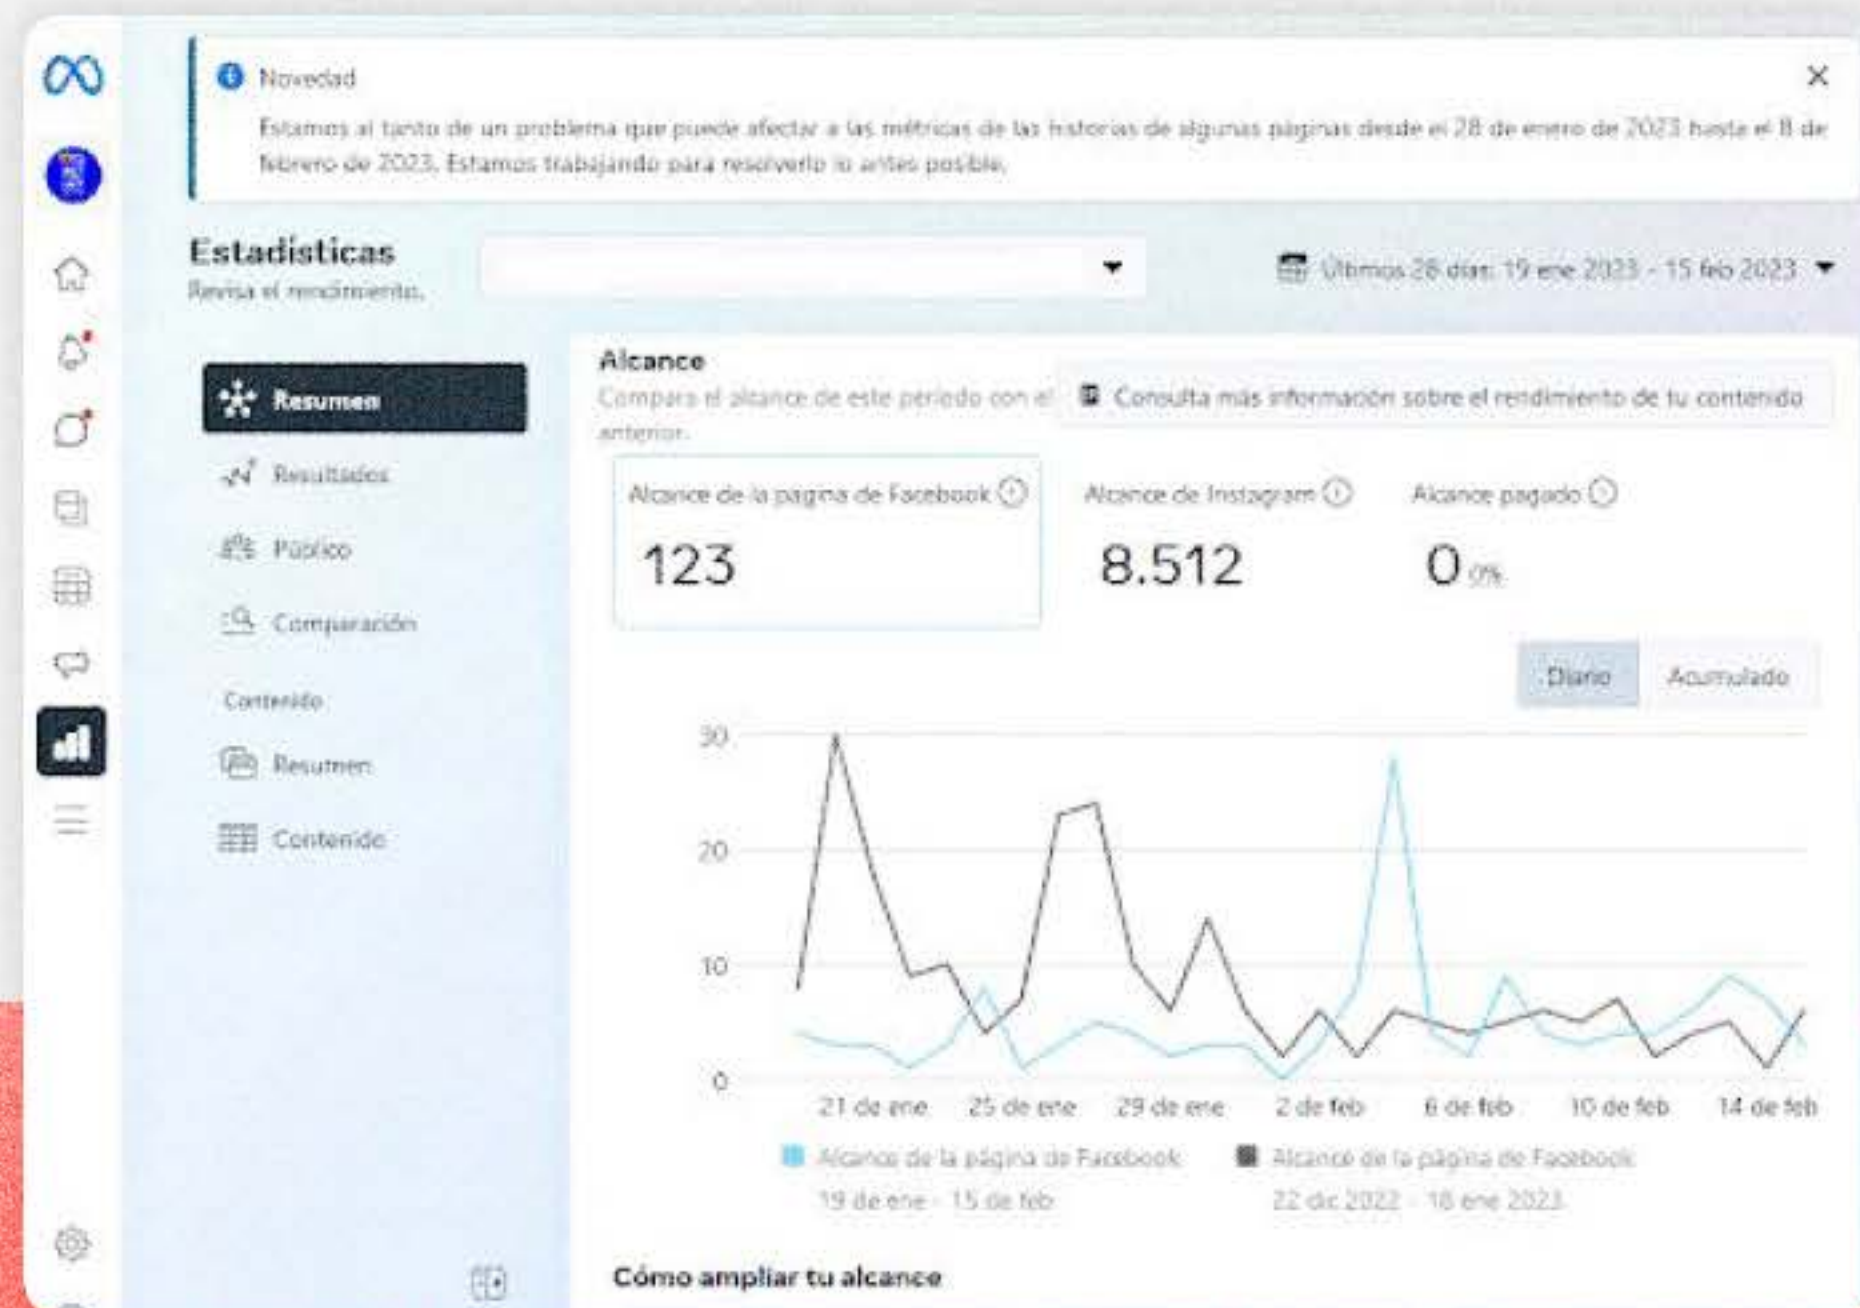 Novedad
Estamos al tanto de un problema que puede afectar a las métricas de las historias de algunas páginas desde el 28 de enero de 2023 hasta el 8 de
febrero de 2023. Estamos trabajando para resolverlo lo antes posible.
Estadísticas
Revisa el rendimiento.
Últimos 28 días: 19 ene 2023 - 15 feb 2023
Resumen
Resultados
Público
Comparación
Contenido
Resumen
Contenido
Alcance
Compara el alcance de este periodo con el
anterior.
Consulta más información sobre el rendimiento de tu contenido
Alcance de la página de Facebook
123
Alcance de Instagram
8.512
Alcance pagado
0 0%
Diario Acumulado
30
20
10
0
21 de ene 25 de ene 29 de ene 2 de feb 6 de feb 10 de feb 14 de feb
Alcance de la página de Facebook
19 de ene - 15 de feb
Alcance de la página de Facebook
22 dic 2022 - 18 ene 2023
Cómo ampliar tu alcance